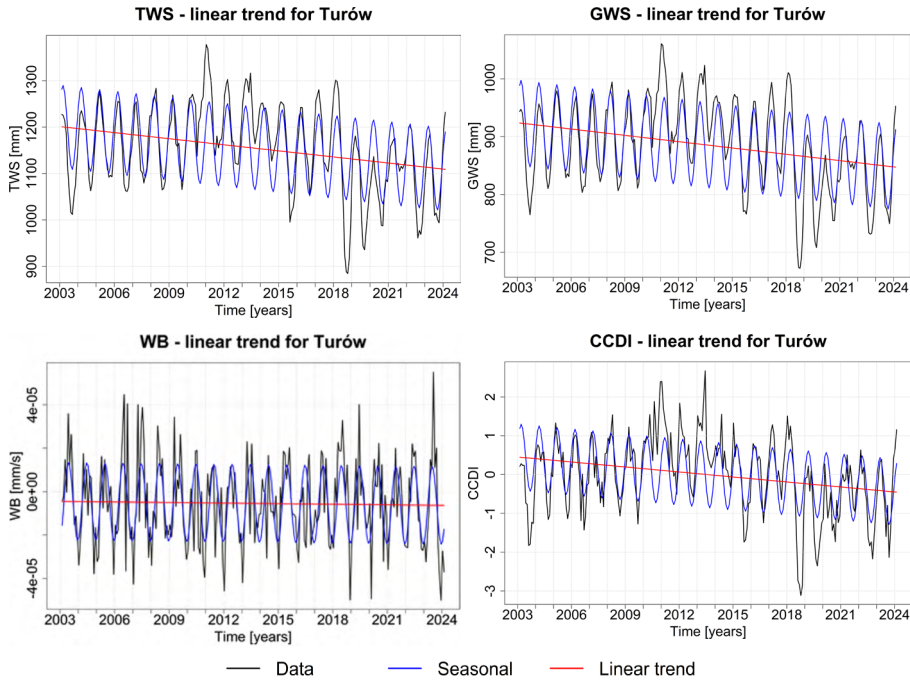 TWS - linear trend for Turów
TWS [mm]
1300
1200
1100
1000
900
2003 2006 2009 2012 2015 2018 2021 2024
Time [years]
GWS - linear trend for Turów
GWS [mm]
1000
900
800
700
2003 2006 2009 2012 2015 2018 2021 2024
Time [years]
WB - linear trend for Turów
WB [mm/s]
4e-05
0e+00
-4e-05
2003 2006 2009 2012 2015 2018 2021 2024
Time [years]
CCDI - linear trend for Turów
CCDI
2
1
0
-1
-2
-3
2003 2006 2009 2012 2015 2018 2021 2024
Time [years]
Data Seasonal Linear trend